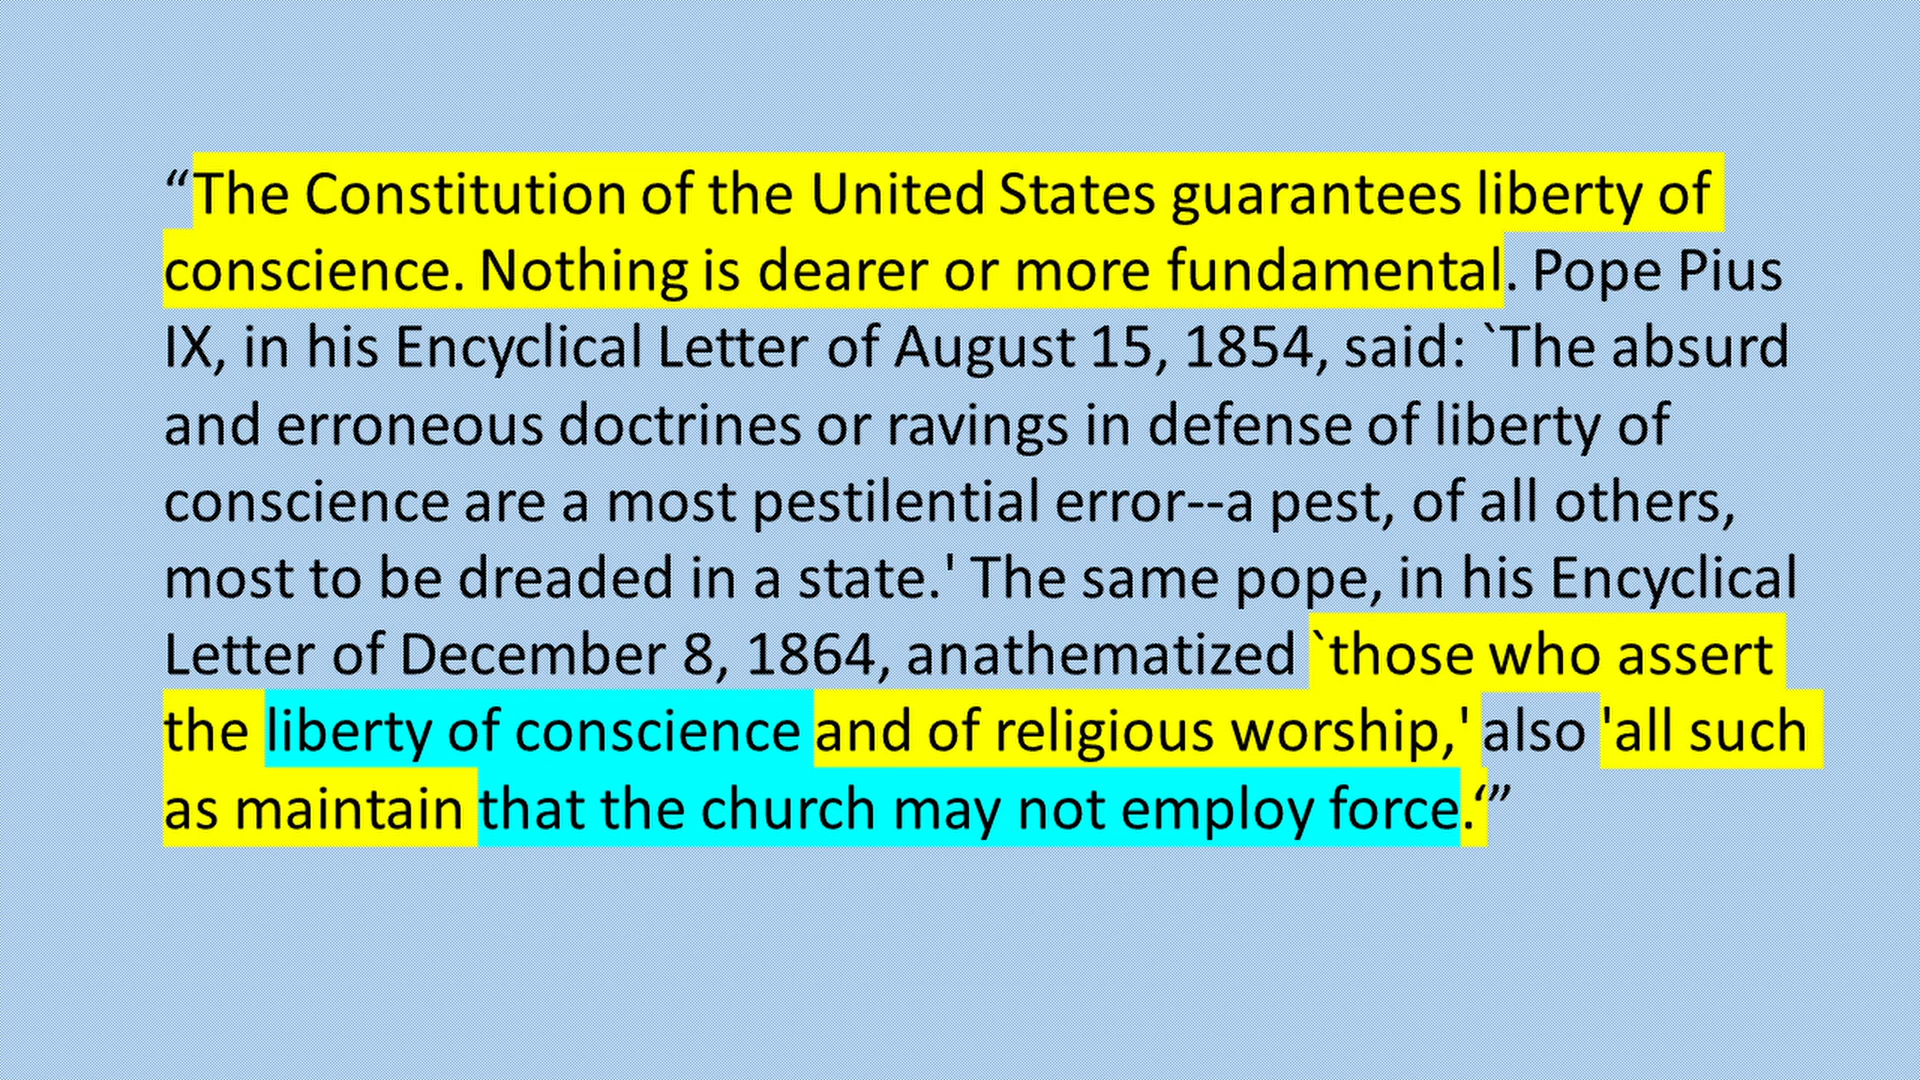 “The Constitution of the United States guarantees liberty of
conscience. Nothing is dearer or more fundamental. Pope Pius
IX, in his Encyclical Letter of August 15, 1854, said: `The absurd
and erroneous doctrines or ravings in defense of liberty of
conscience are a most pestilential error--a pest, of all others,
most to be dreaded in a state.' The same pope, in his Encyclical
Letter of December 8, 1864, anathematized `those who assert
the liberty of conscience and of religious worship,' also 'all such
as maintain that the church may not employ force.‘”